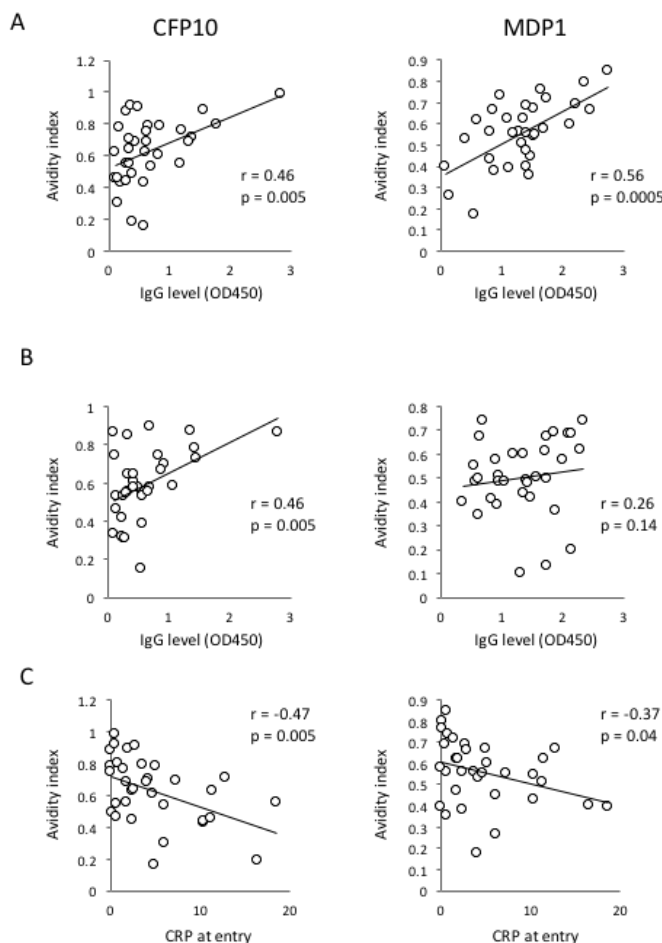 A
CFP10
MDP1
1.2
1
0.8
0.6
0.4
0.2
0
Avidity index
r = 0.46
p = 0.005
0 1 2 3
IgG level (OD450)
0.9
0.8
0.7
0.6
0.5
0.4
0.3
0.2
0.1
0
Avidity index
r = 0.56
p = 0.0005
0 1 2 3
IgG level (OD450)
B
1
0.8
0.6
0.4
0.2
0
Avidity index
r = 0.46
p = 0.005
0 1 2 3
IgG level (OD450)
0.8
0.7
0.6
0.5
0.4
0.3
0.2
0.1
0
Avidity index
r = 0.26
p = 0.14
0 1 2 3
IgG level (OD450)
C
1.2
1
0.8
0.6
0.4
0.2
0
Avidity index
r = -0.47
p = 0.005
0 10 20
CRP at entry
0.9
0.8
0.7
0.6
0.5
0.4
0.3
0.2
0.1
0
Avidity index
r = -0.37
p = 0.04
0 10 20
CRP at entry